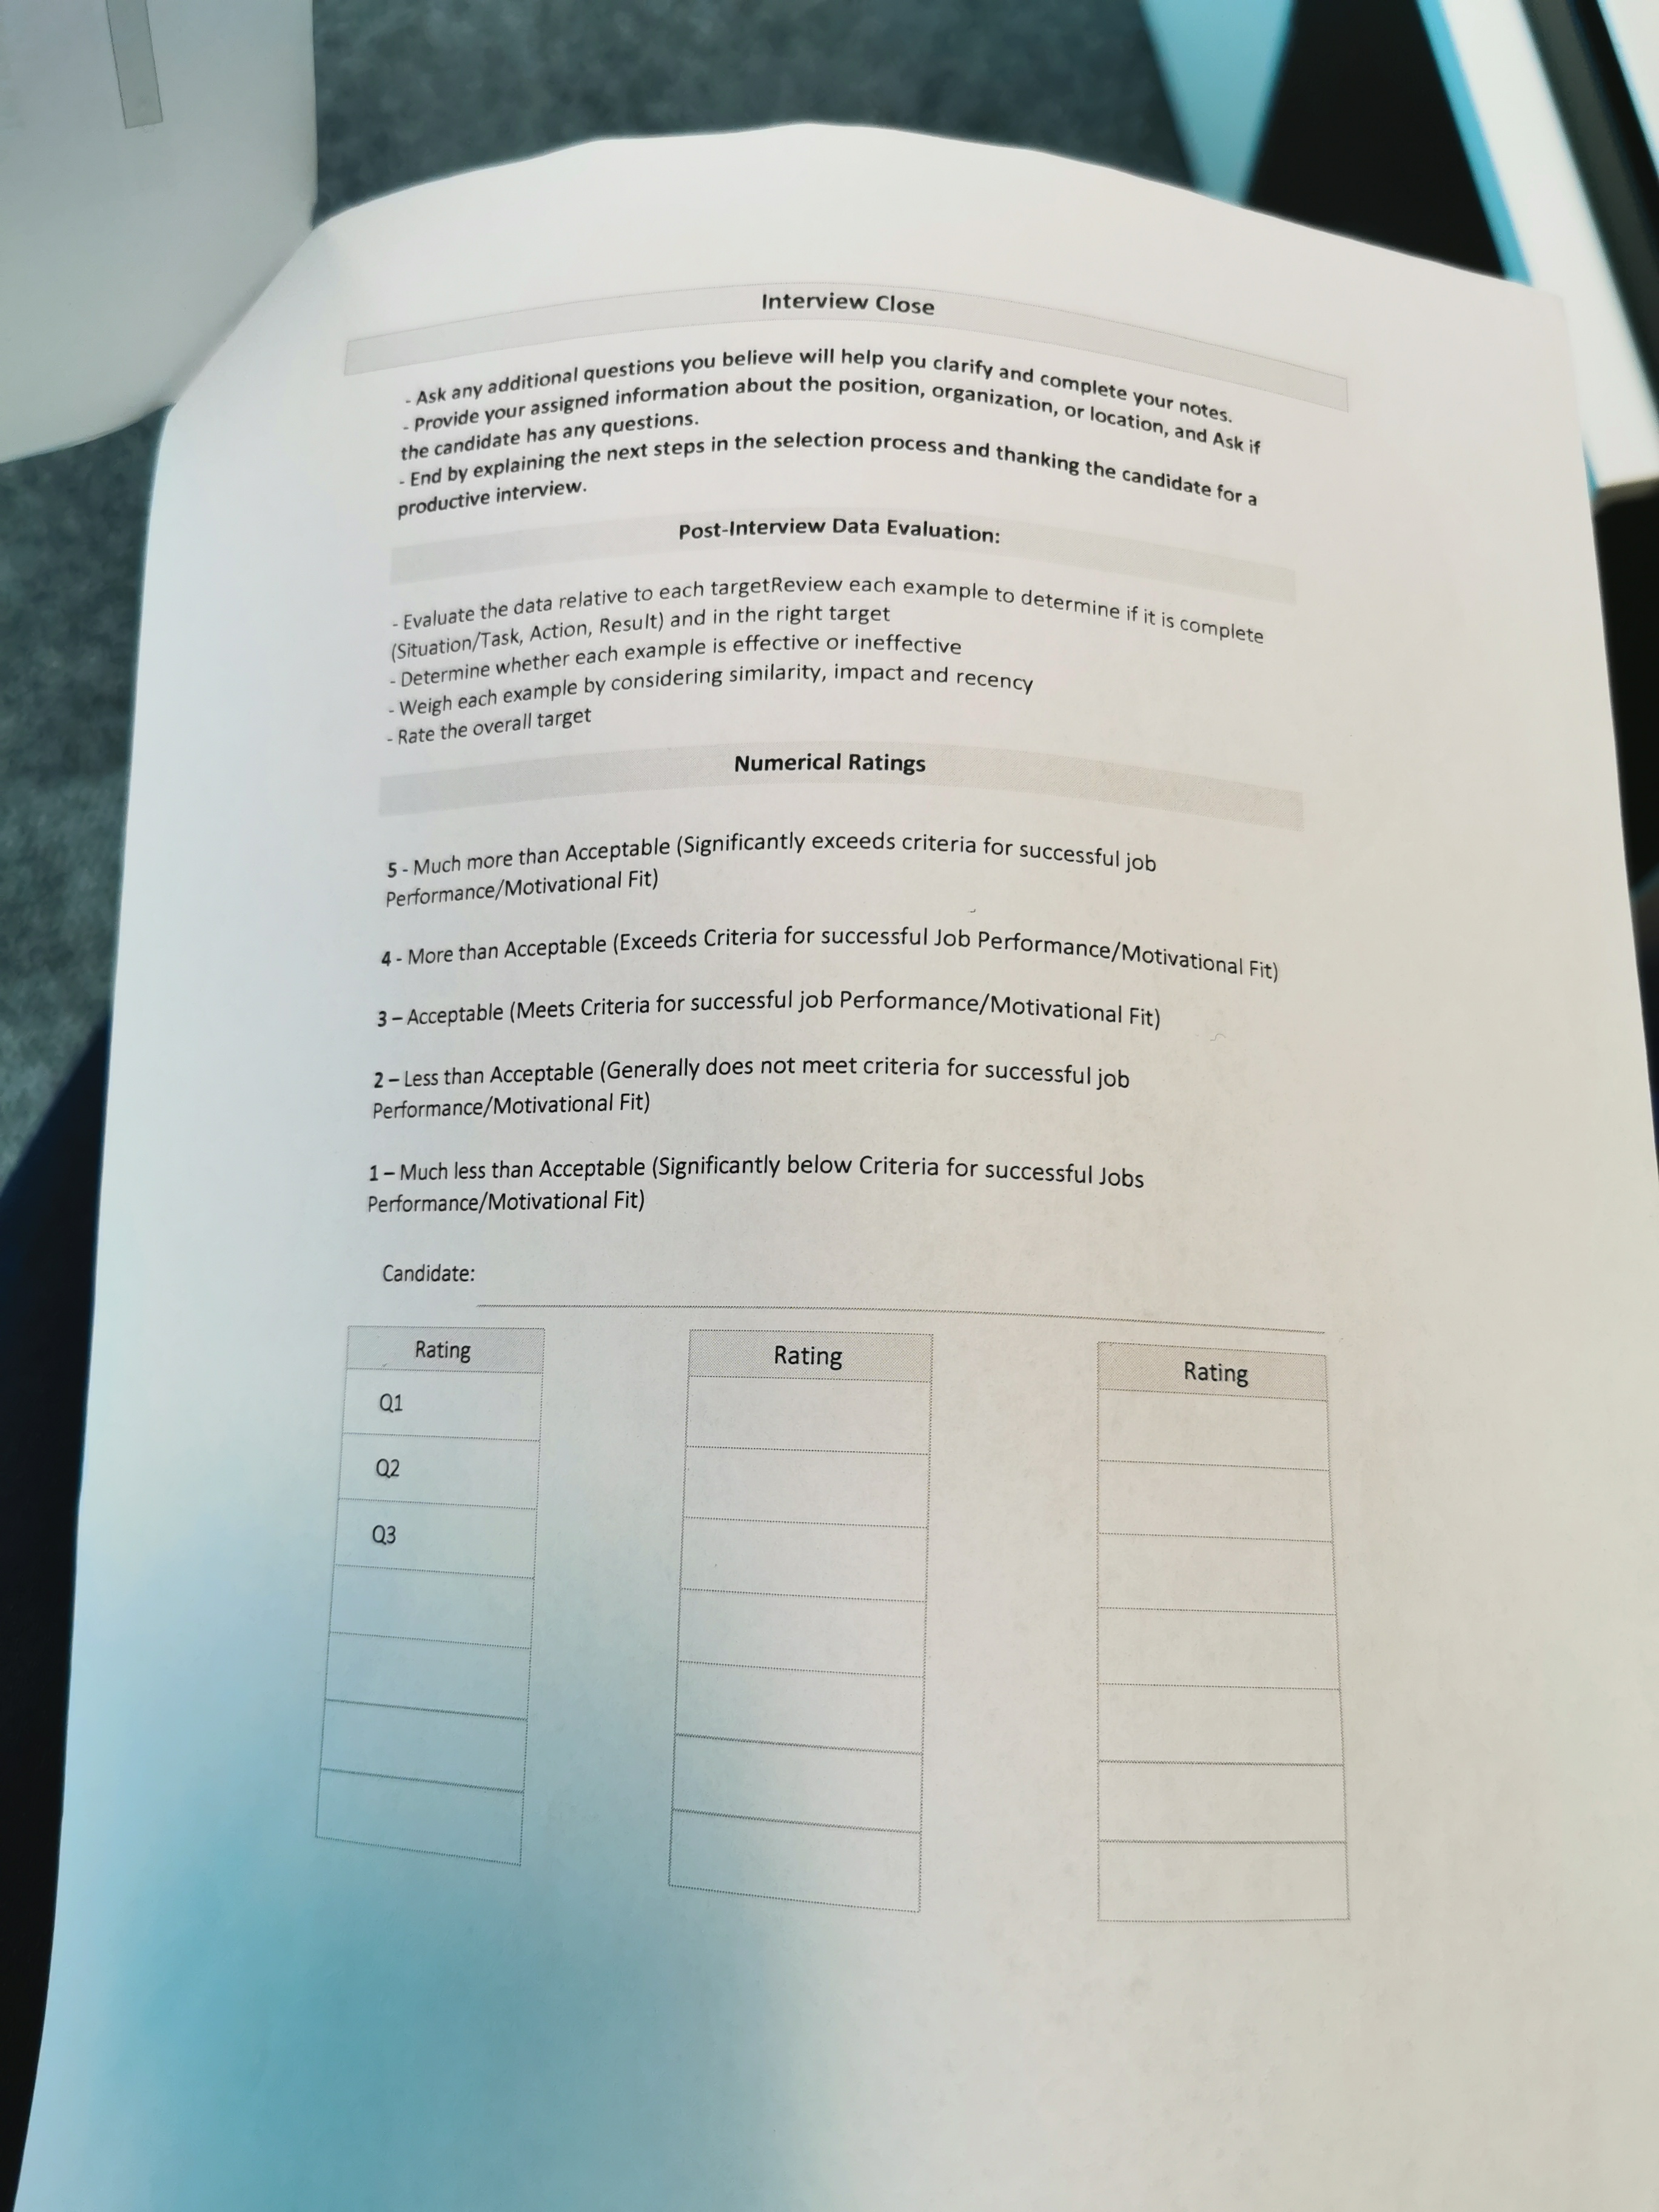 Interview Close
- Ask any additional questions you believe will help you clarify and complete your notes.
- Provide your assigned information about the position, organization, or location, and Ask if
the candidate has any questions.
- End by explaining the next steps in the selection process and thanking the candidate for a
productive interview.
Post-Interview Data Evaluation:
- Evaluate the data relative to each targetReview each example to determine if it is complete
(Situation/Task, Action, Result) and in the right target
- Determine whether each example is effective or ineffective
- Weigh each example by considering similarity, impact and recency
- Rate the overall target
Numerical Ratings
5 - Much more than Acceptable (Significantly exceeds criteria for successful job
Performance/Motivational Fit)
4 - More than Acceptable (Exceeds Criteria for successful Job Performance/Motivational Fit)
3 – Acceptable (Meets Criteria for successful job Performance/Motivational Fit)
2 – Less than Acceptable (Generally does not meet criteria for successful job
Performance/Motivational Fit)
1 – Much less than Acceptable (Significantly below Criteria for successful Jobs
Performance/Motivational Fit)
Candidate:
Rating Rating Rating
Q1
Q2
Q3